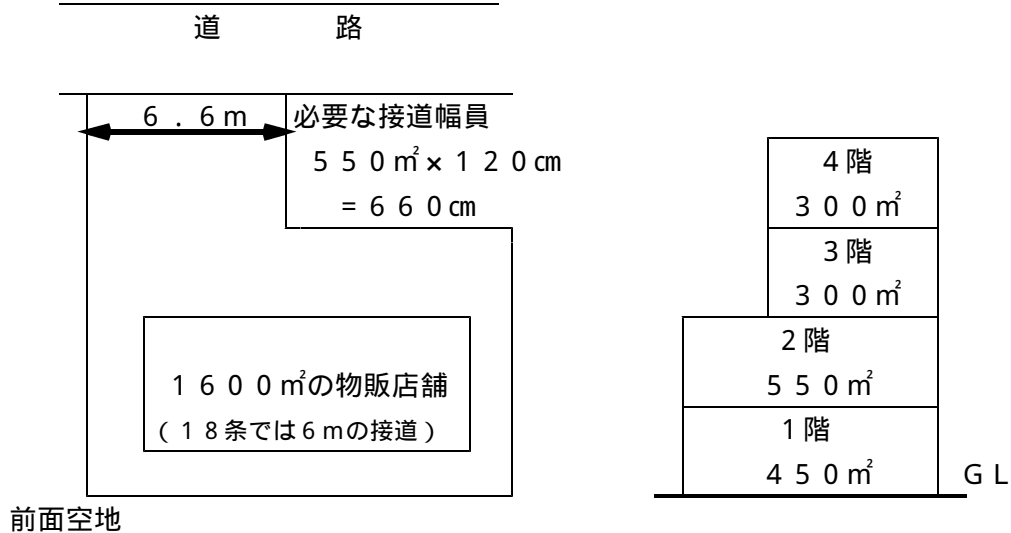 道　　　　路
６．６ｍ
必要な接道幅員
５５０㎡×１２０㎝
＝６６０㎝
１６００㎡の物販店舗
（１８条では６ｍの接道）
前面空地
４階
３００㎡
３階
３００㎡
２階
５５０㎡
１階
４５０㎡
ＧＬ